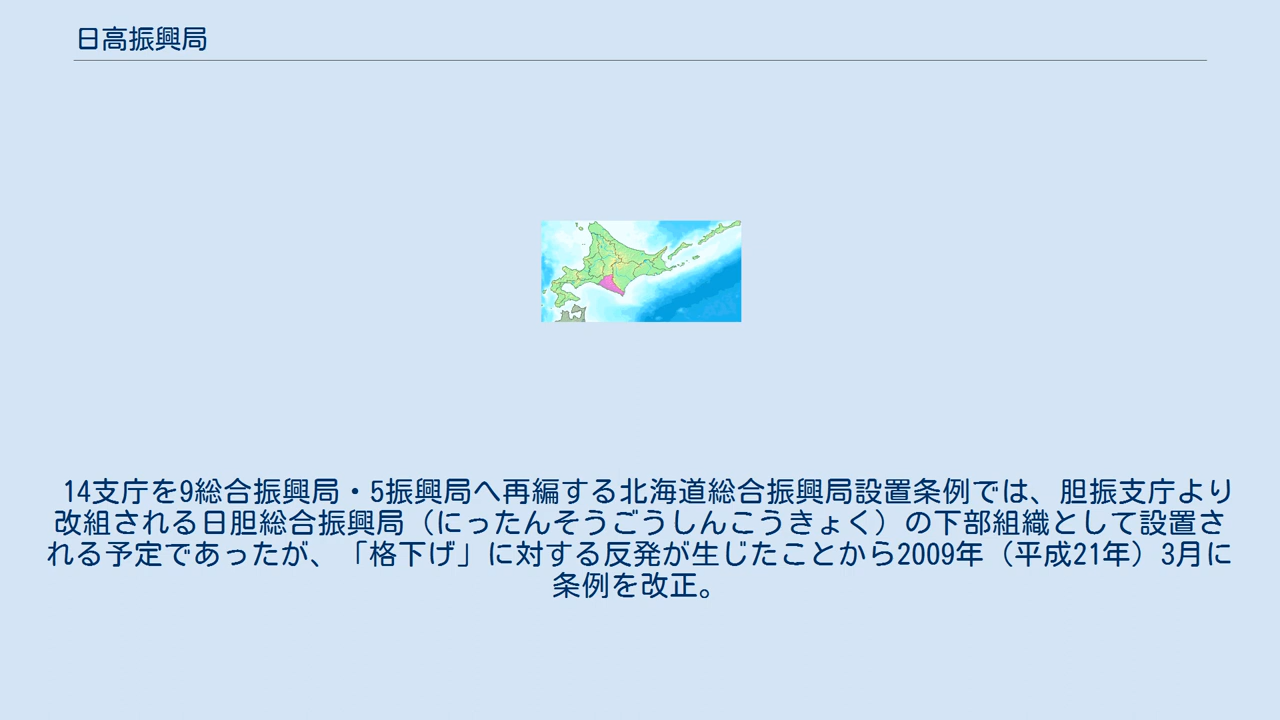 日高振興局
14支庁を9総合振興局・5振興局へ再編する北海道総合振興局設置条例では、胆振支庁より
改組される日胆総合振興局（にったんそうごうしんこうきょく）の下部組織として設置さ
れる予定であったが、「格下げ」に対する反発が生じたことから2009年（平成21年）3月に
条例を改正。